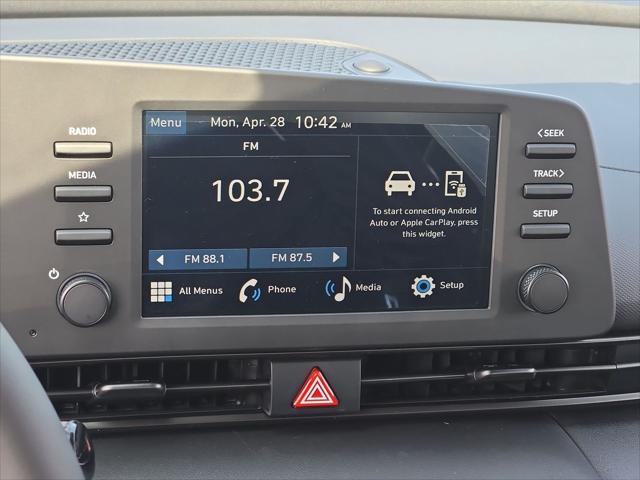 RADIO
MEDIA
Menu
Mon, Apr. 28 10:42 AM
FM
103.7
FM 88.1
FM 87.5
To start connecting Android
Auto or Apple CarPlay, press
this widget.
All Menus
Phone
Media
Setup
<SEEK
TRACK>
SETUP